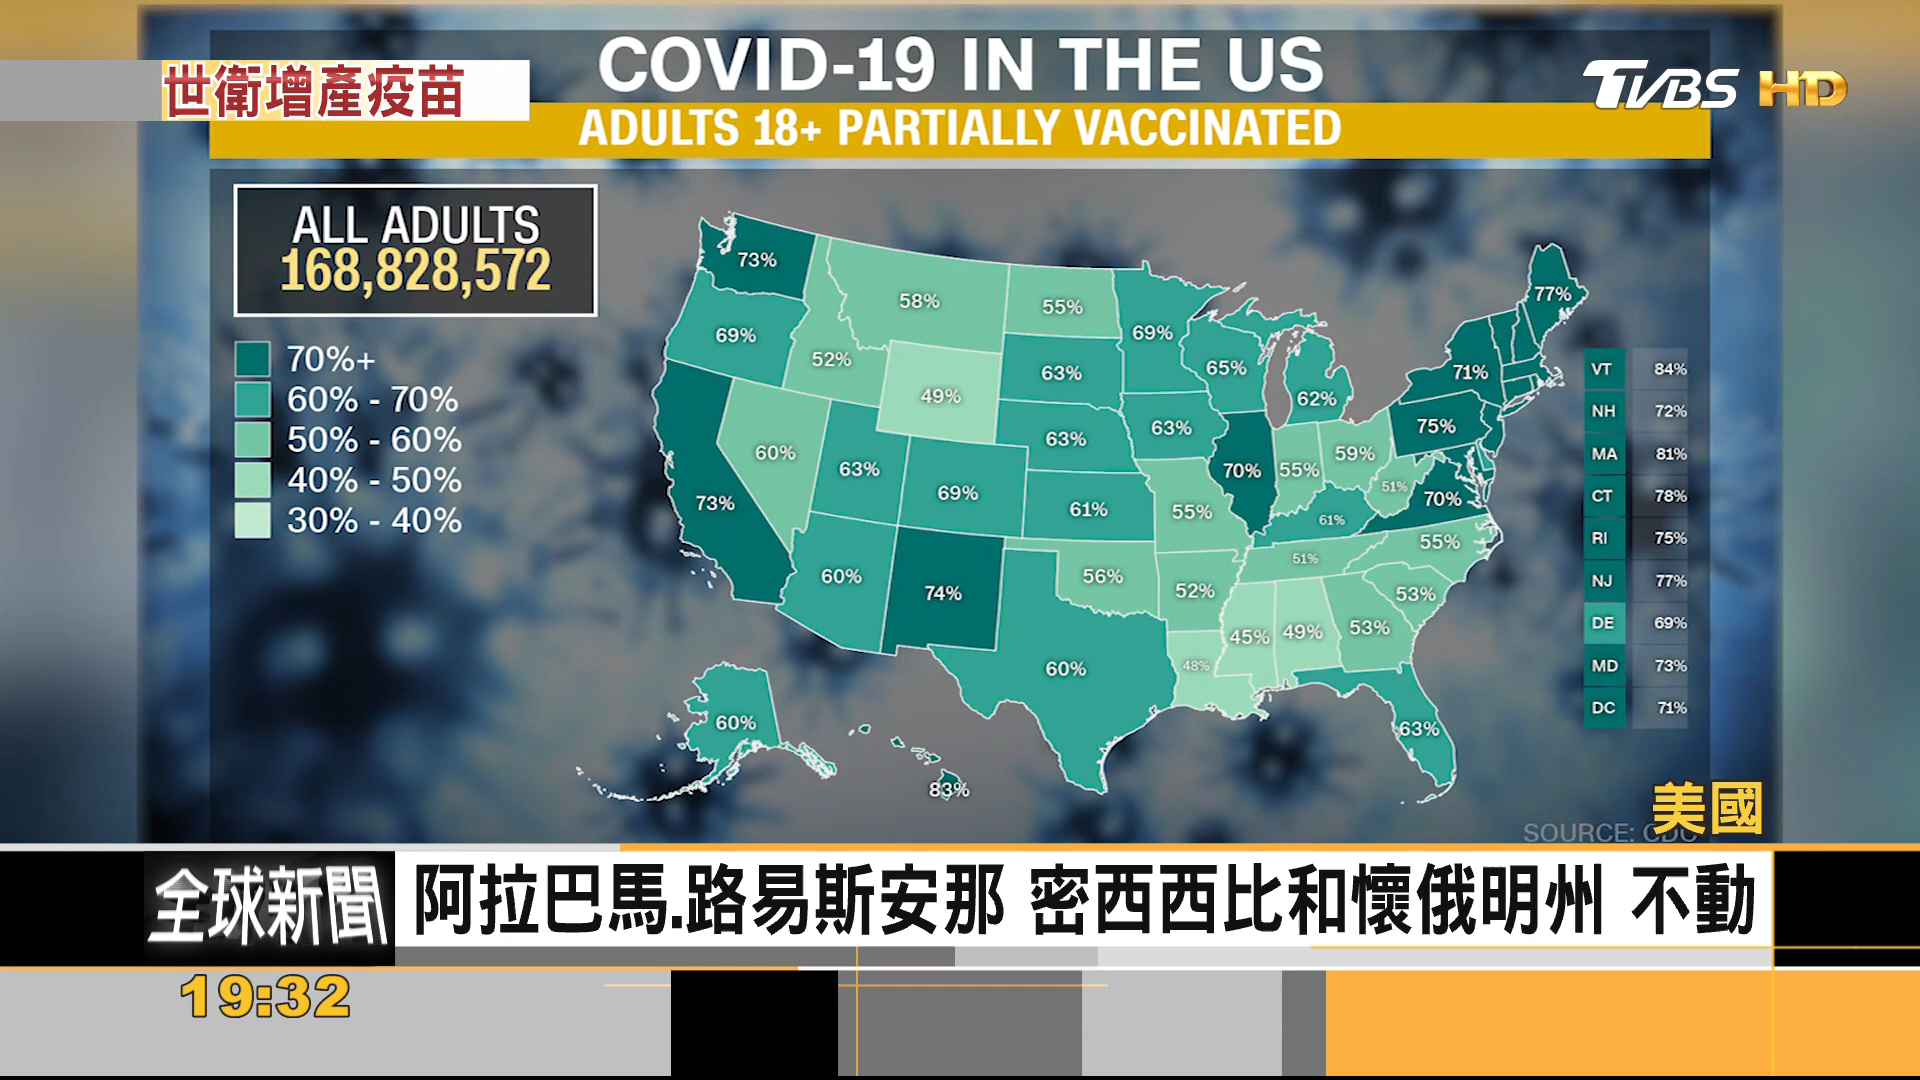 COVID-19 IN THE US
世衛增產疫苗
TVBS HD
ADULTS 18+ PARTIALLY VACCINATED
ALL ADULTS
168,828,572
70%+
60% - 70%
50% - 60%
40% - 50%
30% - 40%
73%
69%
58%
52%
55%
69%
63%
49%
65%
62%
71%
77%
75%
60%
63%
69%
63%
63%
73%
61%
55%
70%
55%
59%
51%
70%
61%
55%
51%
60%
74%
56%
52%
53%
53%
45%
49%
48%
60%
63%
60%
83%
VT 84%
NH 72%
MA 81%
CT 78%
RI 75%
NJ 77%
DE 69%
MD 73%
DC 71%
美國
SOURCE: CDC
全球新聞
阿拉巴馬.路易斯安那 密西西比和懷俄明州 不動
19:32